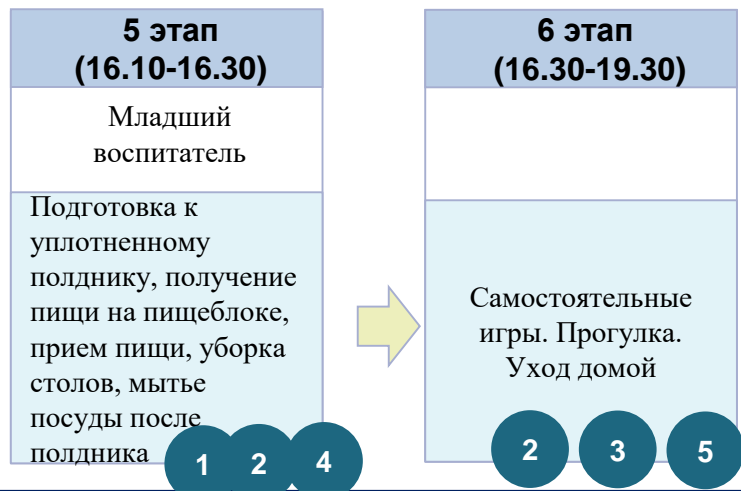 5 этап
(16.10-16.30)
Младший
воспитатель
Подготовка к
уплотненному
полднику, получение
пищи на пищеблоке,
прием пищи, уборка
столов, мытье
посуды после
полдника
1 2 4
6 этап
(16.30-19.30)
Самостоятельные
игры. Прогулка.
Уход домой
2 3 5